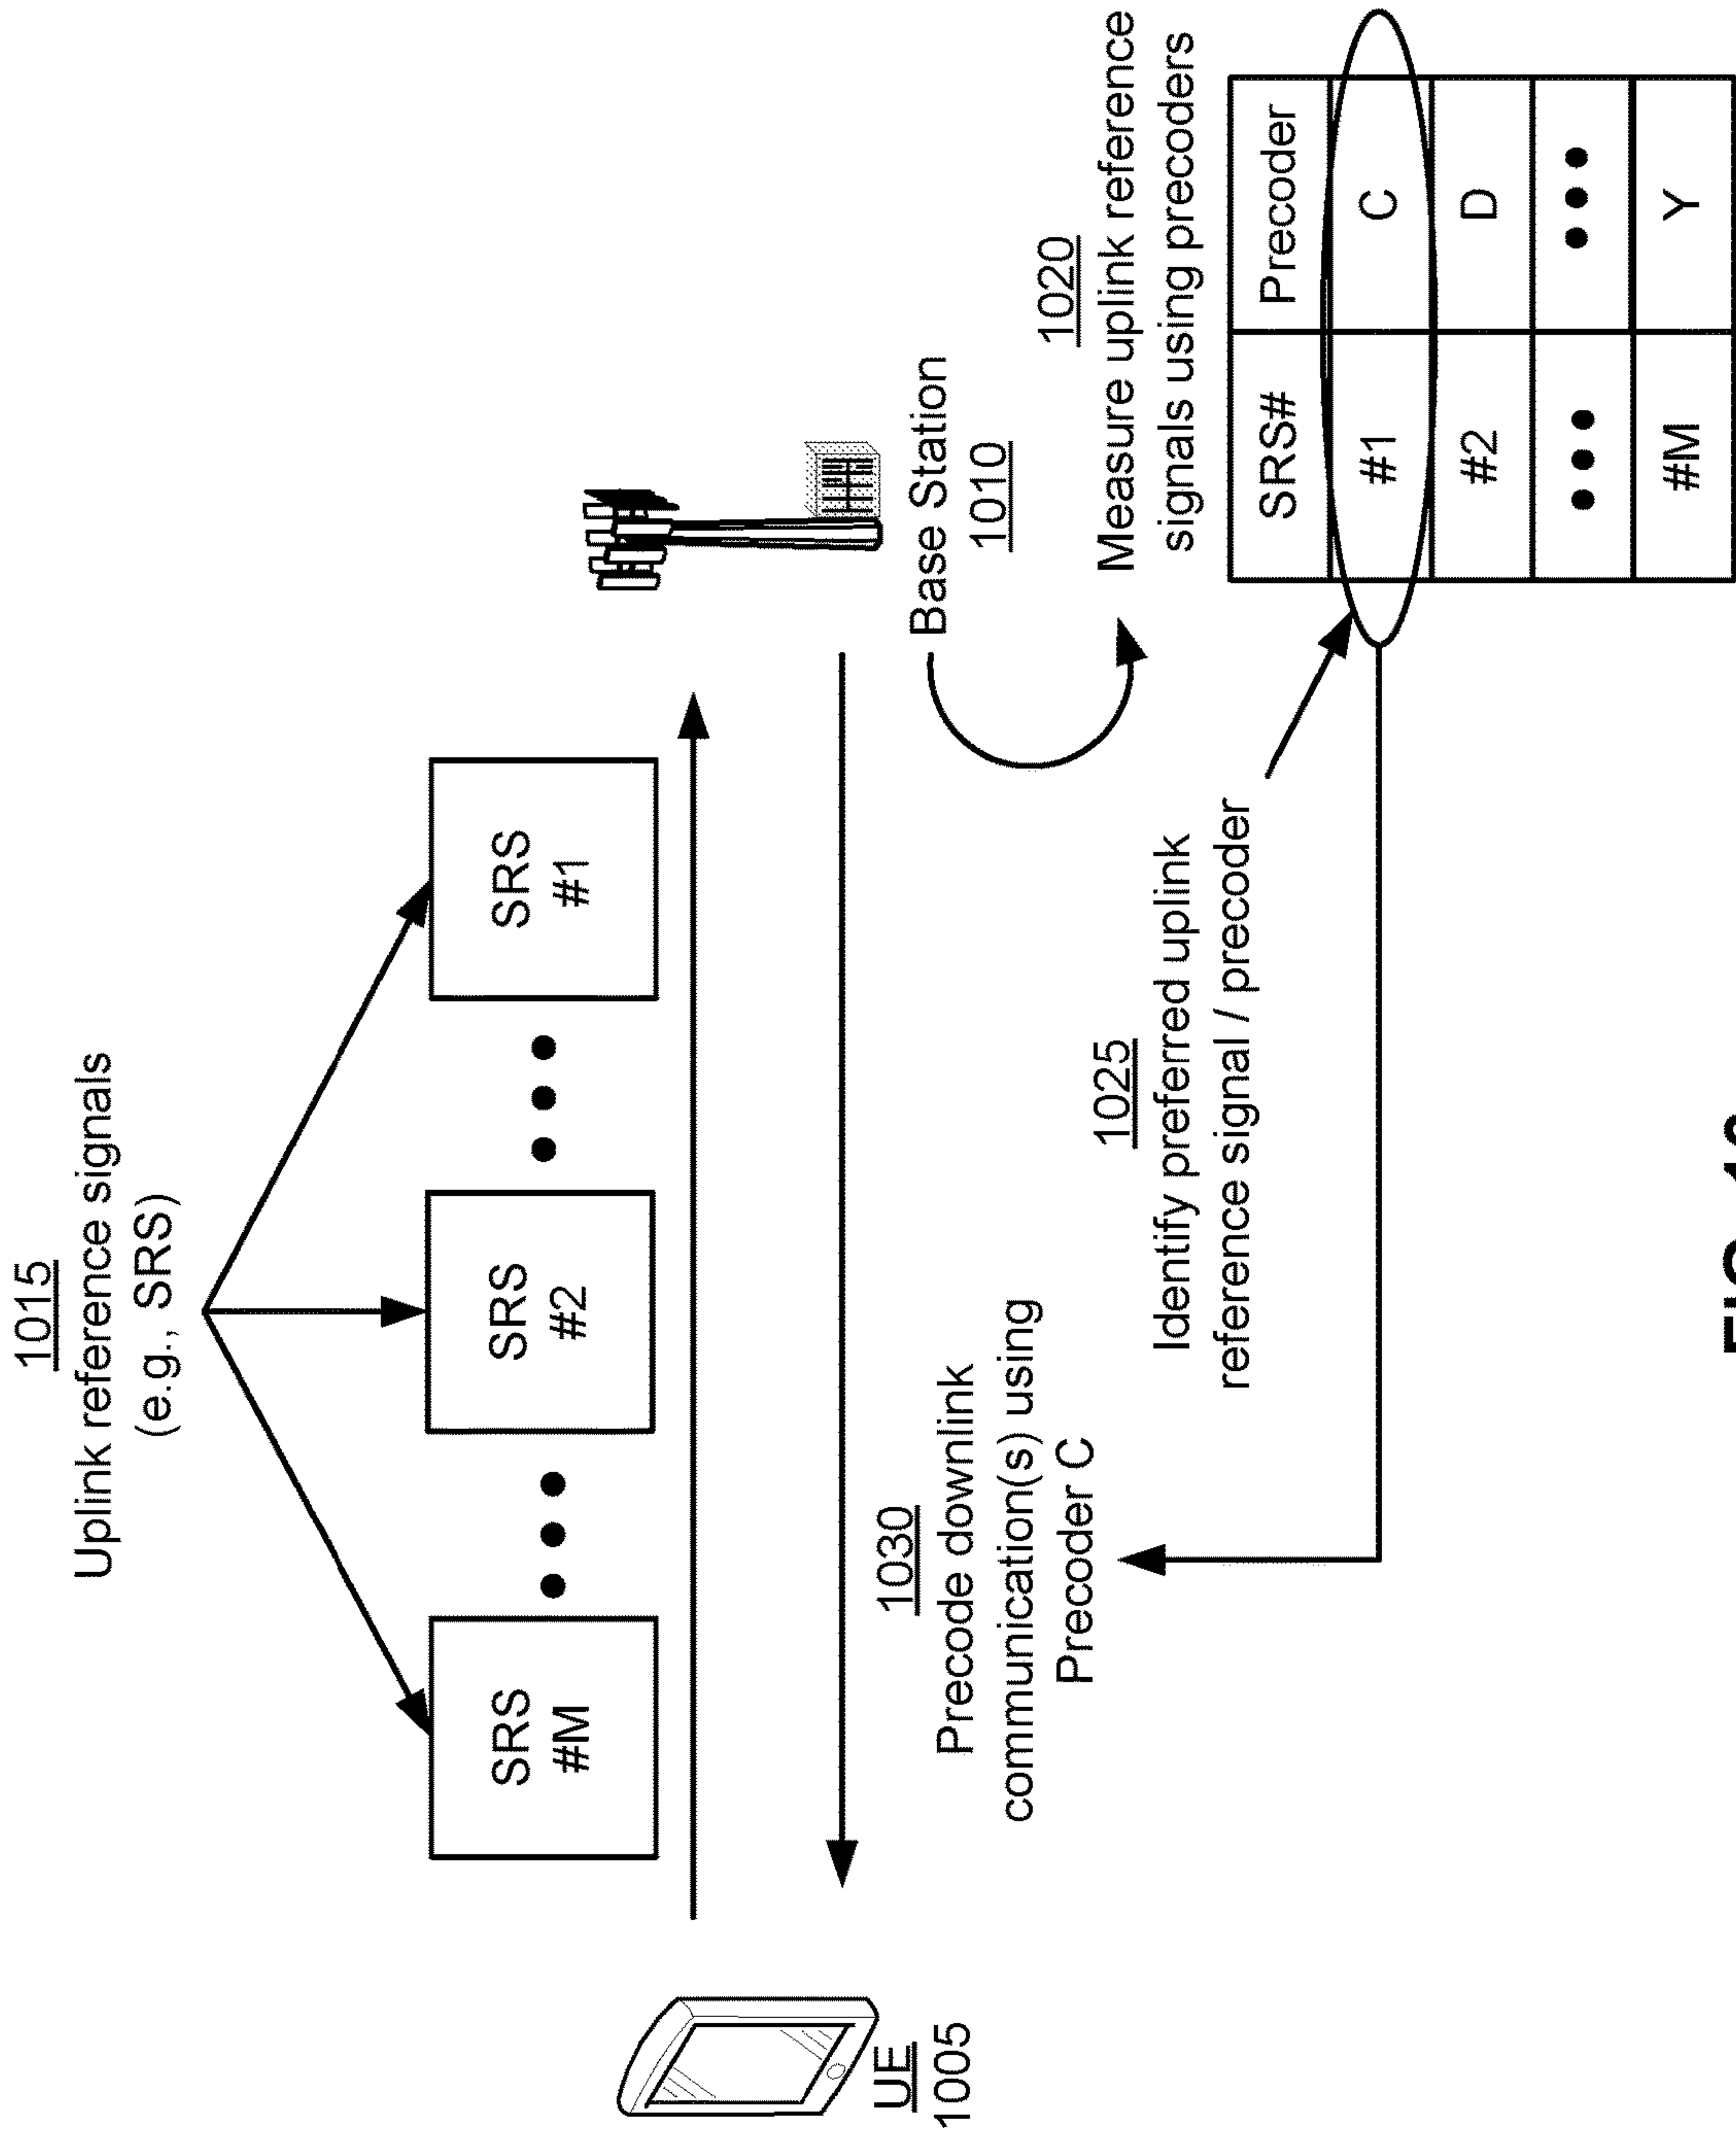 1015
Uplink reference signals
(e.g., SRS)
SRS
#M
SRS
#2
SRS
#1
UE
1005
Base Station
1010
1030
Precode downlink
communication(s) using
Precoder C
1025
Identify preferred uplink
reference signal / precoder
1020
Measure uplink reference
signals using precoders
SRS# Precoder
#1 C
#2 D
#M Y